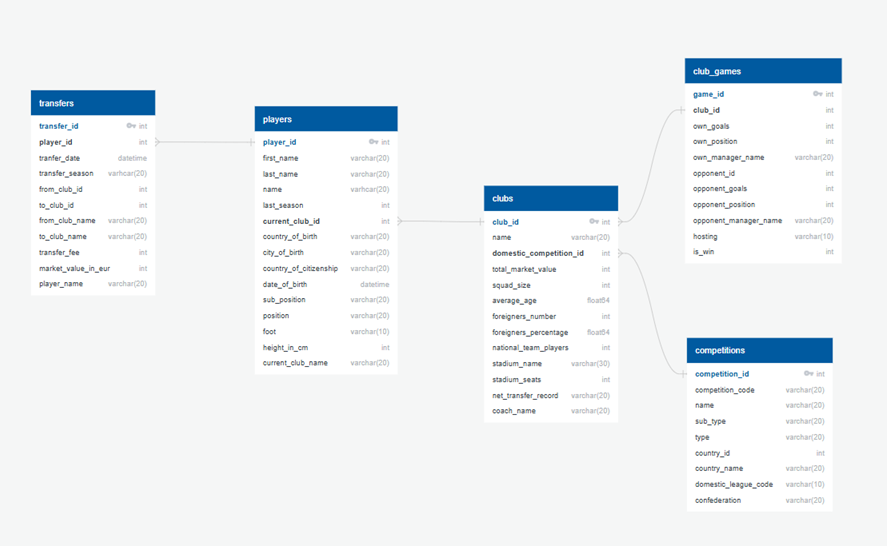 transfers
transfer_id int
player_id int
tranfer_date datetime
transfer_season varhcar(20)
from_club_id int
to_club_id int
from_club_name varchar(20)
to_club_name varchar(20)
transfer_fee int
market_value_in_eur int
player_name varchar(20)
players
player_id int
first_name varchar(20)
last_name varchar(20)
name varhcar(20)
last_season int
current_club_id int
country_of_birth varchar(20)
city_of_birth varchar(20)
country_of_citizenship varchar(20)
date_of_birth datetime
sub_position varchar(20)
position varchar(20)
foot varchar(10)
height_in_cm int
current_club_name varchar(20)
clubs
club_id int
name varchar(20)
domestic_competition_id int
total_market_value int
squad_size int
average_age float64
foreigners_number int
foreigners_percentage float64
national_team_players int
stadium_name varchar(30)
stadium_seats int
net_transfer_record varchar(20)
coach_name varchar(20)
club_games
game_id int
club_id int
own_goals int
own_position int
own_manager_name varchar(20)
opponent_id int
opponent_goals int
opponent_position int
opponent_manager_name varchar(20)
hosting varchar(10)
is_win int
competitions
competition_id int
competition_code varchar(20)
name varchar(20)
sub_type varchar(20)
type varchar(20)
country_id int
country_name varchar(20)
domestic_league_code varchar(10)
confederation varchar(20)